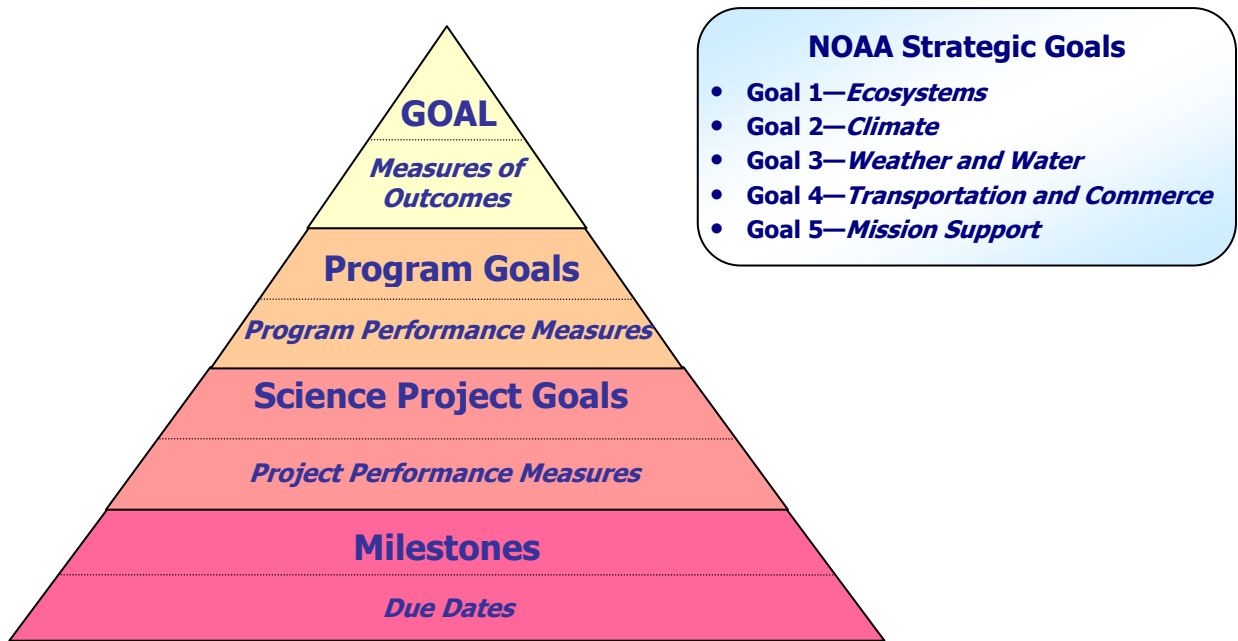 GOAL
Measures of
Outcomes
Program Goals
Program Performance Measures
Science Project Goals
Project Performance Measures
Milestones
Due Dates
NOAA Strategic Goals
• Goal 1—Ecosystems
• Goal 2—Climate
• Goal 3—Weather and Water
• Goal 4—Transportation and Commerce
• Goal 5—Mission Support